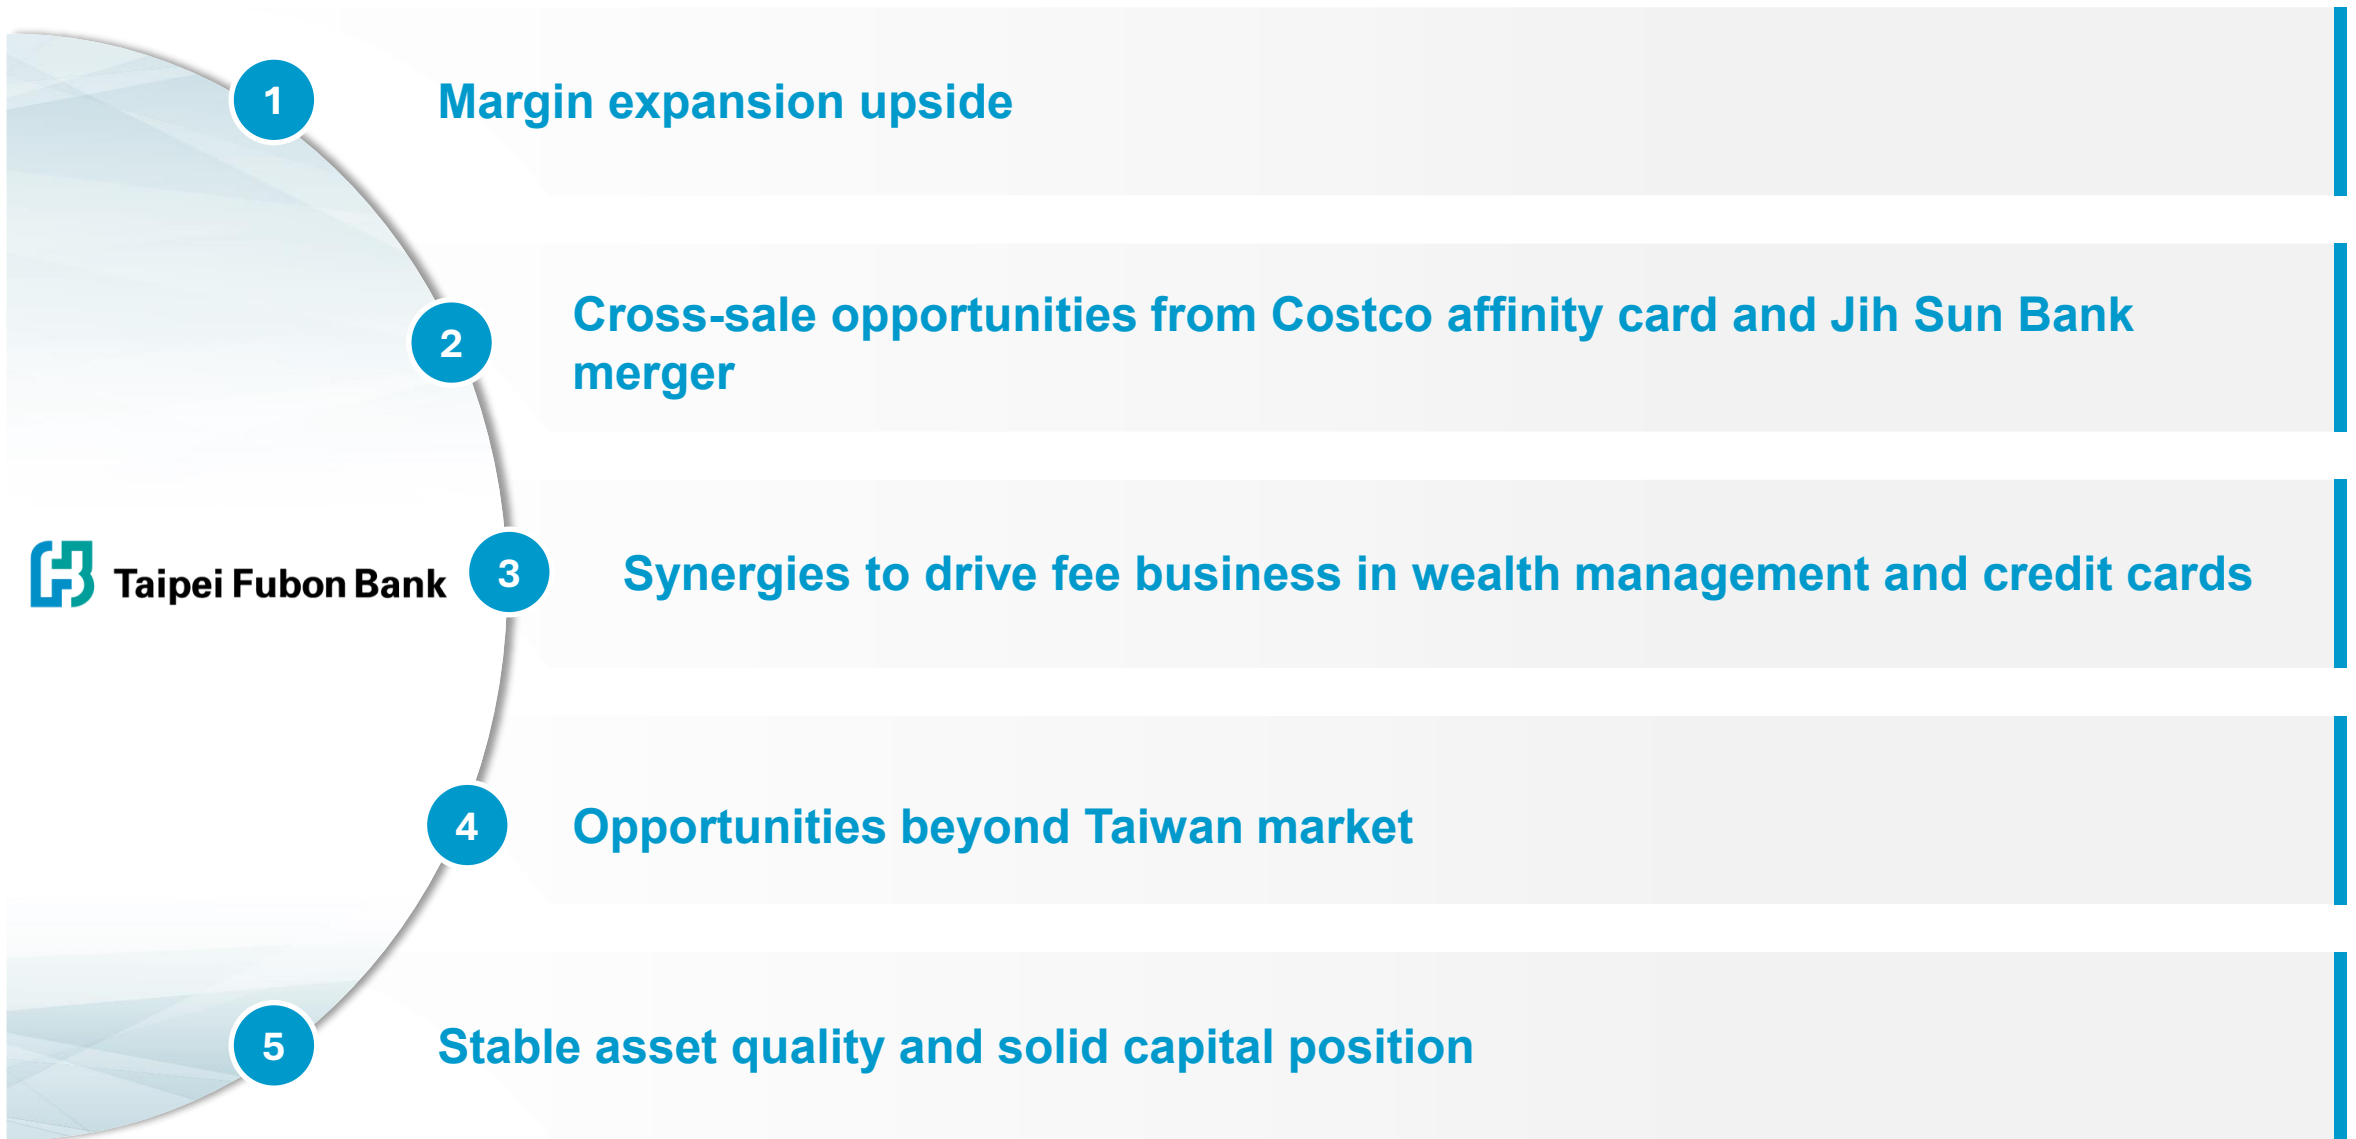 1
Margin expansion upside
2
Cross-sale opportunities from Costco affinity card and Jih Sun Bank
merger
Taipei Fubon Bank
3
Synergies to drive fee business in wealth management and credit cards
4
Opportunities beyond Taiwan market
5
Stable asset quality and solid capital position